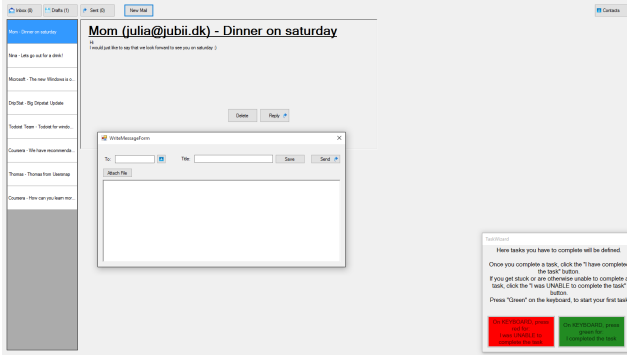 Inbox (8)
Drafts (1)
Sent (0)
New Mail
Contacts
Mom - Dinner on saturday
Nina - Lets go out for a drink!
Microsoft - The new Windows is o...
DripStat - Big Dripstat Update
Todoist Team - Todoist for windo...
Coursera - We have recommenda...
Thomas - Thomas from Usersnap
Coursera - How can you learn mor...
Mom (julia@jubii.dk) - Dinner on saturday
Hi
I would just like to say that we look forward to see you on saturday :)
Delete
Reply
WriteMessageForm
To:
Title:
Save
Send
Attach File
TaskWizard
Here tasks you have to complete will be defined.
Once you complete a task, click the "I have completed
the task" button.
If you get stuck or are otherwise unable to complete a
task, click the "I was UNABLE to complete the task"
button.
Press "Green" on the keyboard, to start your first task
On KEYBOARD, press
red for
I was UNABLE to
complete the task
On KEYBOARD, press
green for
I completed the task